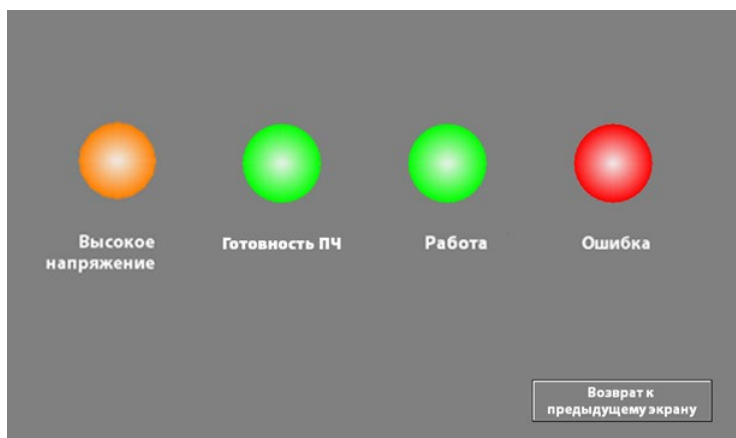 Высокое
напряжение
Готовность ПЧ
Работа
Ошибка
Возврат к
предыдущему экрану